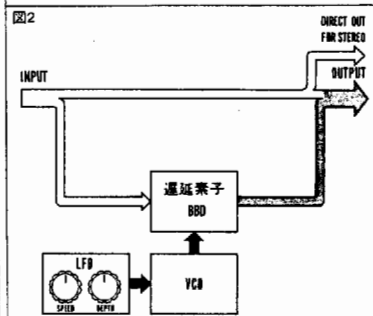 図2
DIRECT OUT
FOR STEREO
INPUT
OUTPUT
遅延素子
BBD
LFO
SPEED
DEPTH
VCO